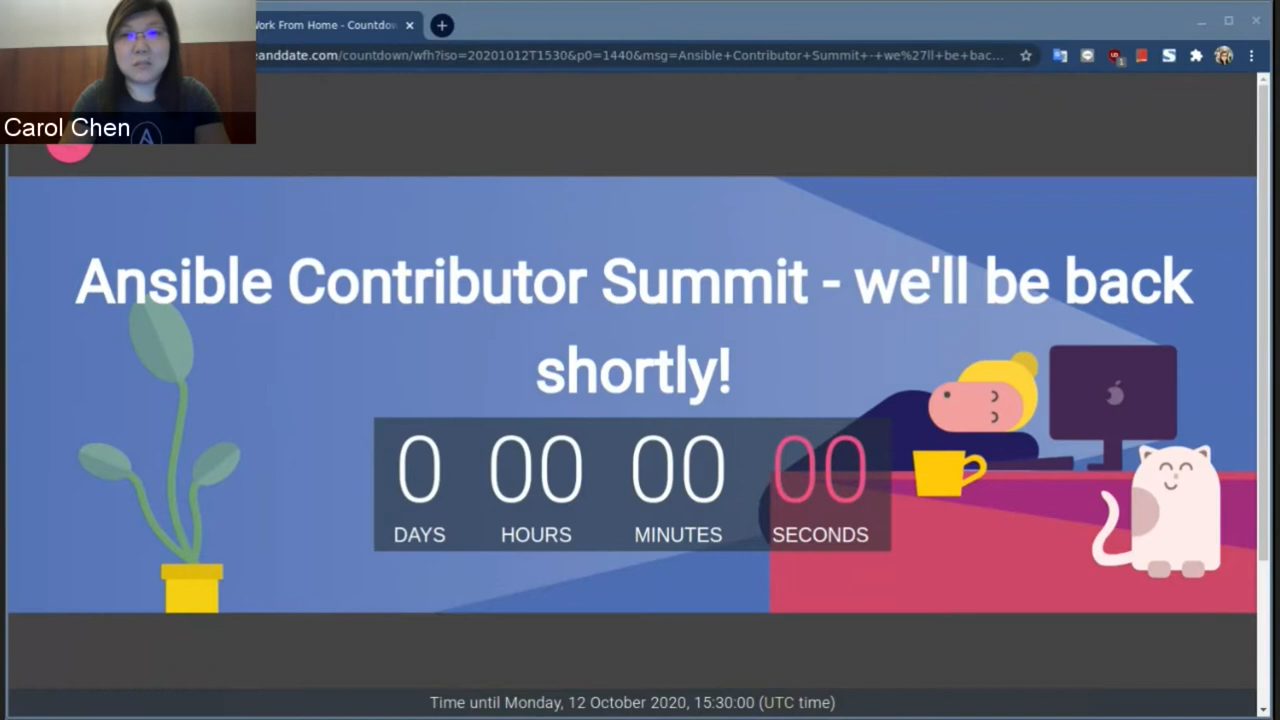 Work From Home - Countdow
eanddate.com/countdown/wfh?iso=20201012T1530&p0=1440&msg=Ansible+Contributor+Summit+-+we%27ll+be+bac...
Carol Chen
Ansible Contributor Summit - we'll be back
shortly!
0 00 00 00
DAYS HOURS MINUTES SECONDS
Time until Monday, 12 October 2020, 15:30:00 (UTC time)